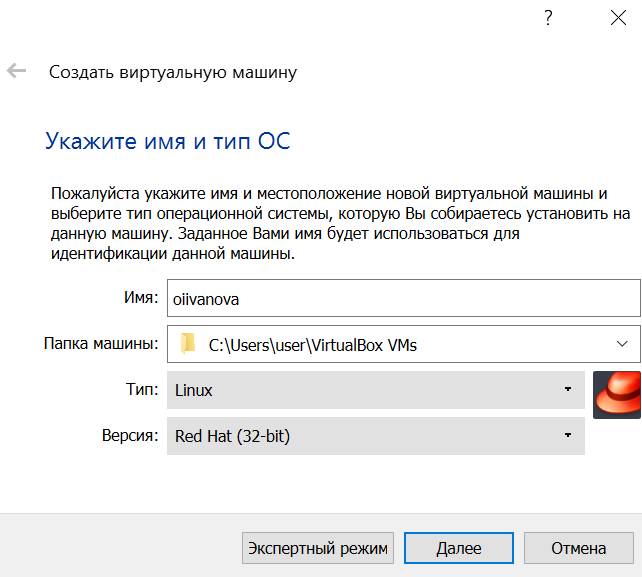 ?
Создать виртуальную машину
Укажите имя и тип ОС
Пожалуйста укажите имя и местоположение новой виртуальной машины и
выберите тип операционной системы, которую Вы собираетесь установить на
данную машину. Заданное Вами имя будет использоваться для
идентификации данной машины.
Имя: oiivanova
Папка машины: C:\Users\user\VirtualBox VMs
Тип: Linux
Версия: Red Hat (32-bit)
Экспертный режим Далее Отмена